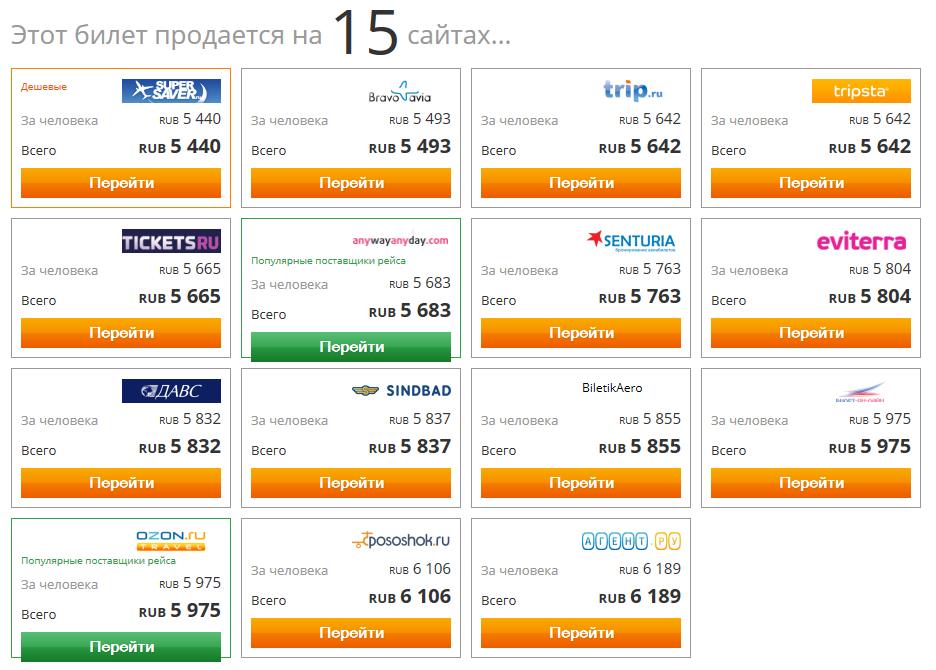 Этот билет продается на 15 сайтах...
Дешевые
SUPER SAVER.ru
За человека RUB 5 440
Всего RUB 5 440
Перейти
BravoAvia
За человека RUB 5 493
Всего RUB 5 493
Перейти
trip.ru
За человека RUB 5 642
Всего RUB 5 642
Перейти
tripsta
За человека RUB 5 642
Всего RUB 5 642
Перейти
TICKETSRU
За человека RUB 5 665
Всего RUB 5 665
Перейти
anywayanyday.com
Популярные поставщики рейса
За человека RUB 5 683
Всего RUB 5 683
Перейти
SENTURIA
бронирование авиабилетов
За человека RUB 5 763
Всего RUB 5 763
Перейти
eviterra
За человека RUB 5 804
Всего RUB 5 804
Перейти
ДАВС
За человека RUB 5 832
Всего RUB 5 832
Перейти
SINDBAD
За человека RUB 5 837
Всего RUB 5 837
Перейти
BiletikAero
За человека RUB 5 855
Всего RUB 5 855
Перейти
БИЛЕТ-ОН-ЛАЙН
За человека RUB 5 975
Всего RUB 5 975
Перейти
OZON.ru
TRAVEL
Популярные поставщики рейса
За человека RUB 5 975
Всего RUB 5 975
Перейти
pososhok.ru
За человека RUB 6 106
Всего RUB 6 106
Перейти
АГЕНТ.РУ
За человека RUB 6 189
Всего RUB 6 189
Перейти